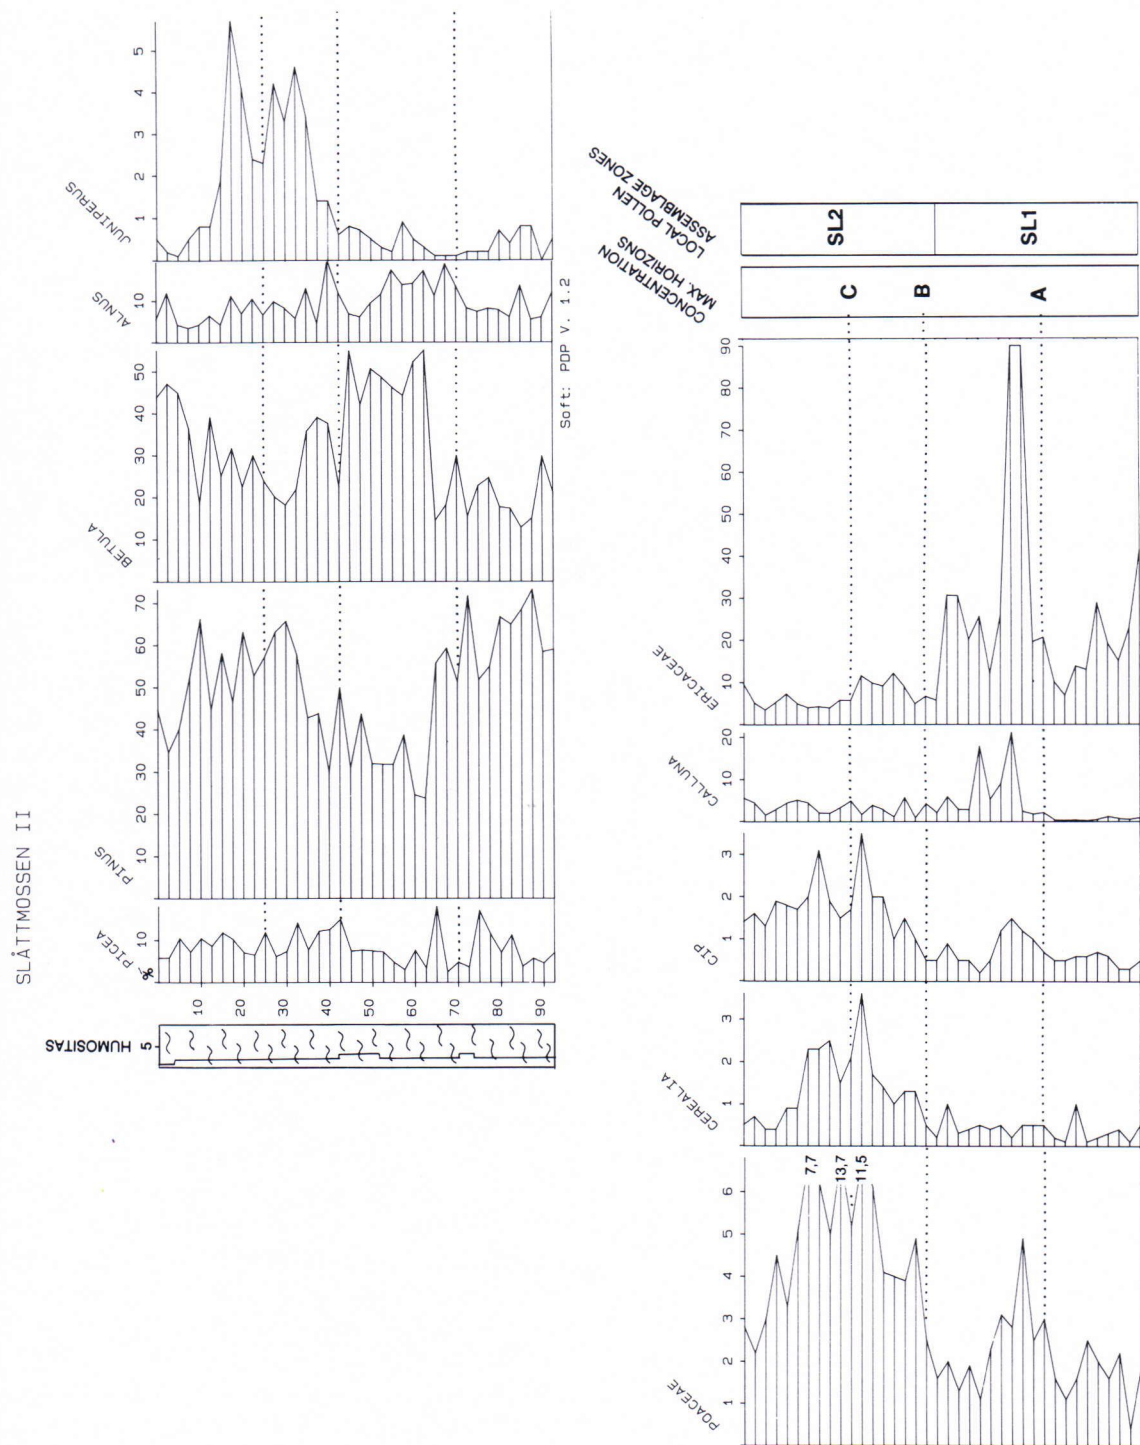 SLÅTTMOSSEN II
HUMOSITAS
5
10 20 30 40 50 60 70 80 90
%
PICEA
10
PINUS
10 20 30 40 50 60 70
BETULA
10 20 30 40 50
ALNUS
10
JUNIPERUS
1 2 3 4 5
Soft: PDP V. 1.2
POACEAE
1 2 3 4 5 6
7,7
13,7
11,5
CEREALIA
1 2 3
CIP
1 2 3
CALLUNA
10 20
ERICACEAE
10 20 30 40 50 60 70 80 90
CONCENTRATION
MAX. HORIZONS
C
B
A
LOCAL POLLEN
ASSEMBLAGE ZONES
SL2
SL1